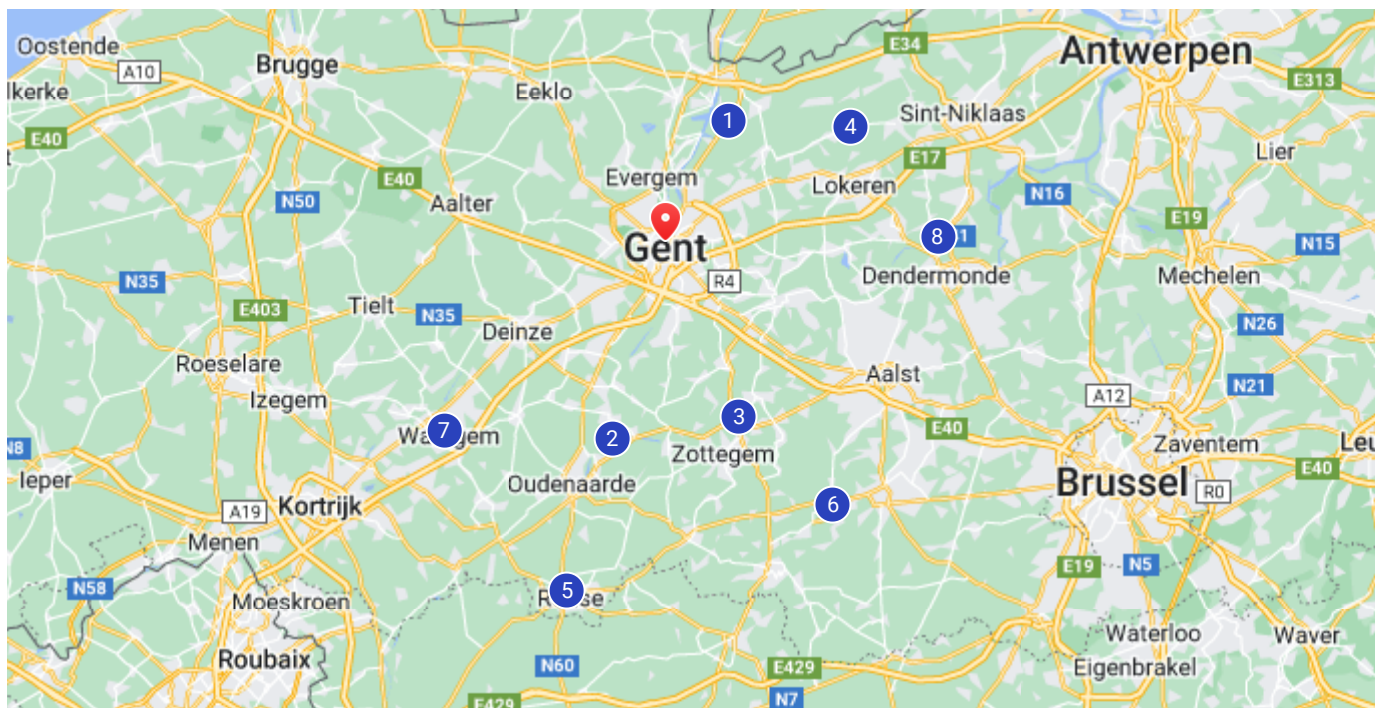 Oostende
Brugge
Eeklo
E34
Antwerpen
A10
E313
lkerke
1
4
Sint-Niklaas
E40
E17
Lier
t
Evergem
Lokeren
E40
N50
Aalter
N16
E19
Gent
8
N15
R4
Dendermonde
Mechelen
N35
Tielt
E403
N35
Deinze
N26
Roeselare
Aalst
N21
Izegem
A12
3
7
2
E40
N8
Zottegem
Zaventem
Leu
Ieper
Oudenaarde
E40
Brussel
R0
Kortrijk
6
A19
Menen
E19
N5
N58
5
Moeskroen
Waterloo
Waver
Roubaix
N60
E429
Eigenbrakel
E429
N7